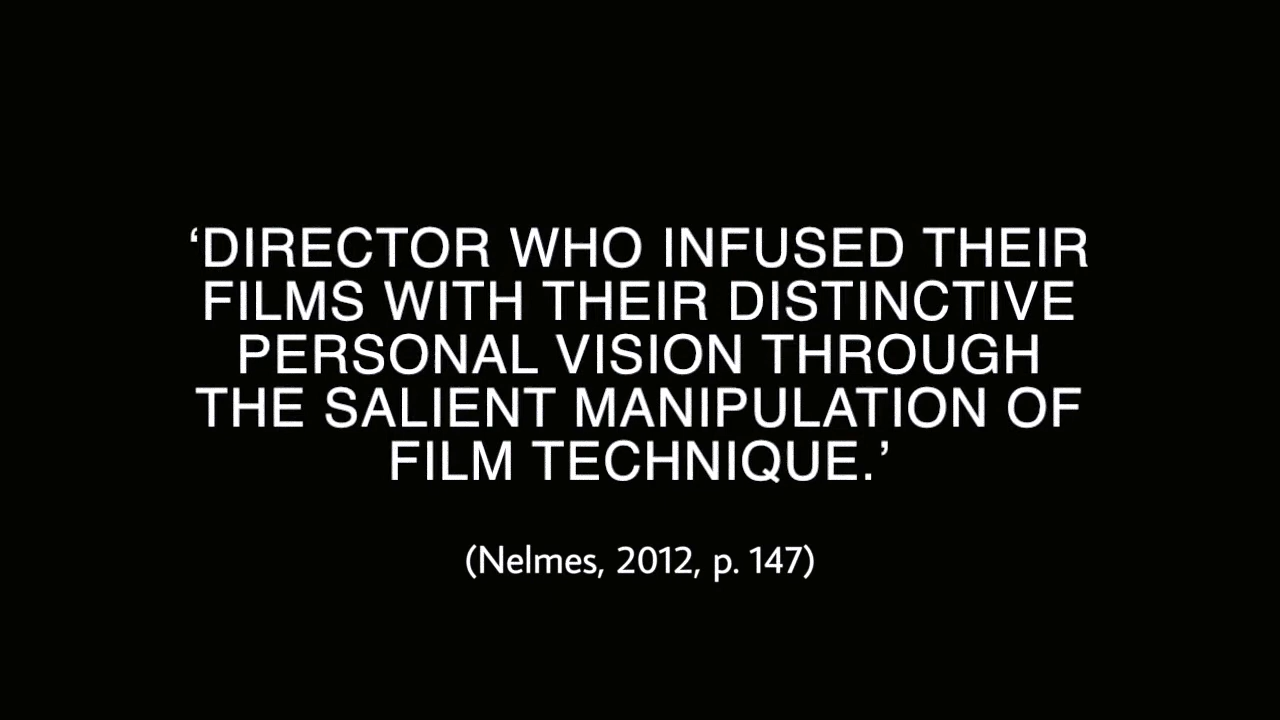 ‘DIRECTOR WHO INFUSED THEIR
FILMS WITH THEIR DISTINCTIVE
PERSONAL VISION THROUGH
THE SALIENT MANIPULATION OF
FILM TECHNIQUE.’
(Nelmes, 2012, p. 147)